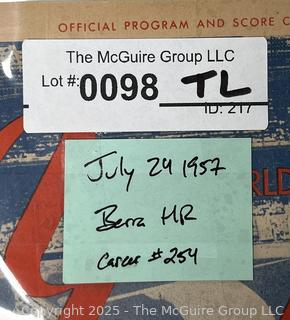 OFFICIAL PROGRAM AND SCORE C
The McGuire Group LLC
Lot #: 0098 TL
ID: 217
July 24 1957
Berra HR
Career #254
RLD
Copyright 2025 - The McGuire Group LLC